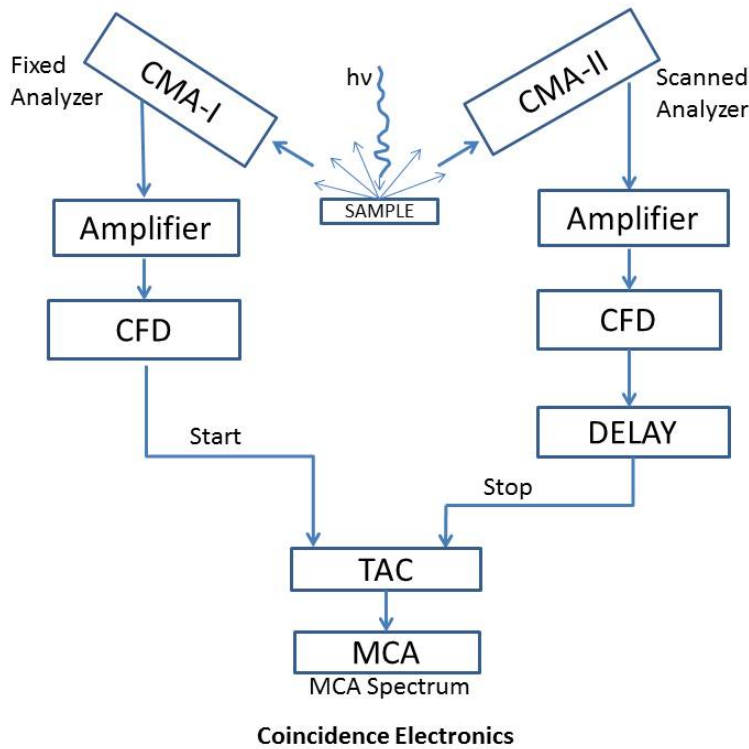 Fixed
Analyzer
CMA-I
hν
CMA-II
Scanned
Analyzer
SAMPLE
Amplifier
Amplifier
CFD
CFD
Start
DELAY
Stop
TAC
MCA
MCA Spectrum
Coincidence Electronics